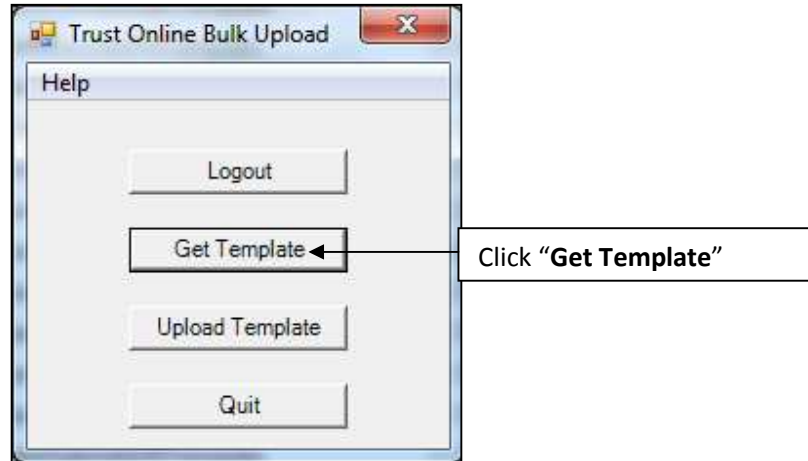 Trust Online Bulk Upload
Help
Logout
Get Template
Click “Get Template”
Upload Template
Quit